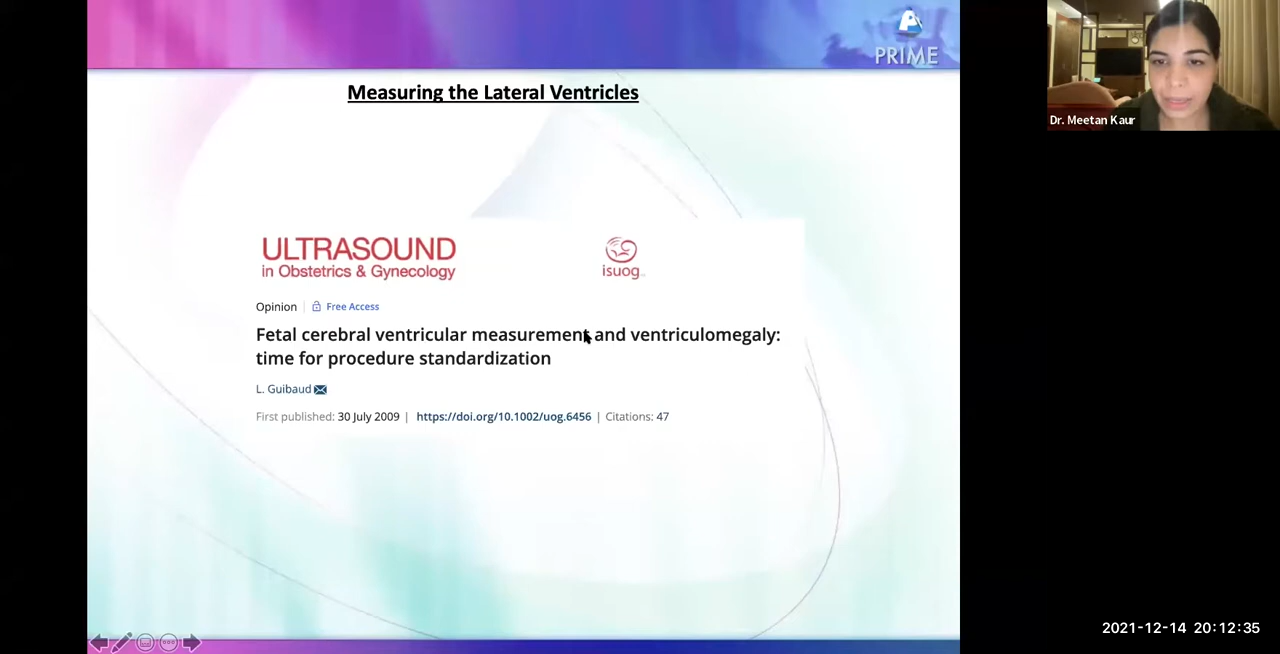 PRIME
Dr. Meetan Kaur
Measuring the Lateral Ventricles
ULTRASOUND
in Obstetrics & Gynecology
isuog
Opinion | Free Access
Fetal cerebral ventricular measurement and ventriculomegaly:
time for procedure standardization
L. Guibaud
First published: 30 July 2009 | https://doi.org/10.1002/uog.6456 | Citations: 47
2021-12-14 20:12:35